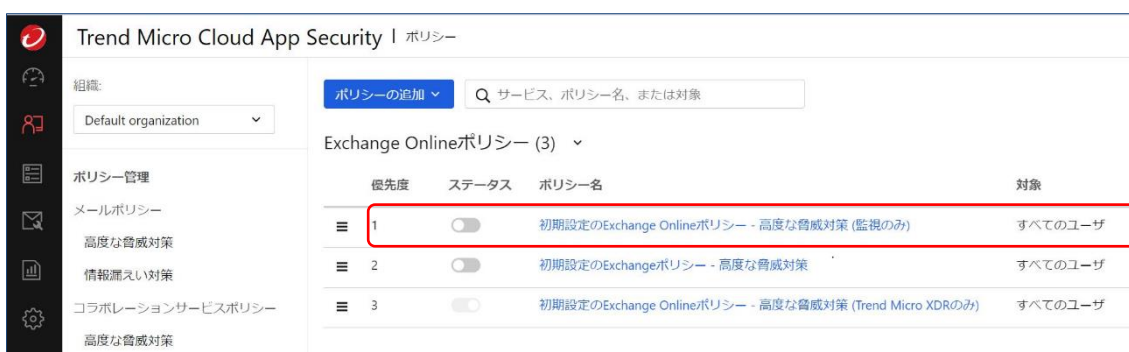 Trend Micro Cloud App Security | ポリシー
組織:
Default organization
ポリシー管理
メールポリシー
高度な脅威対策
情報漏えい対策
コラボレーションサービスポリシー
高度な脅威対策
ポリシーの追加
サービス、ポリシー名、または対象
Exchange Onlineポリシー (3)
優先度 ステータス ポリシー名 対象
1 初期設定のExchange Onlineポリシー - 高度な脅威対策 (監視のみ) すべてのユーザ
2 初期設定のExchangeポリシー - 高度な脅威対策 すべてのユーザ
3 初期設定のExchange Onlineポリシー - 高度な脅威対策 (Trend Micro XDRのみ) すべてのユーザ